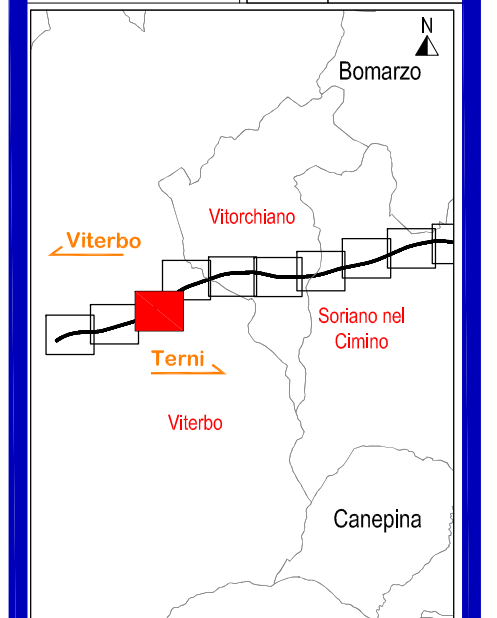 N
Bomarzo
Vitorchiano
Viterbo
Soriano nel
Cimino
Terni
Viterbo
Canepina